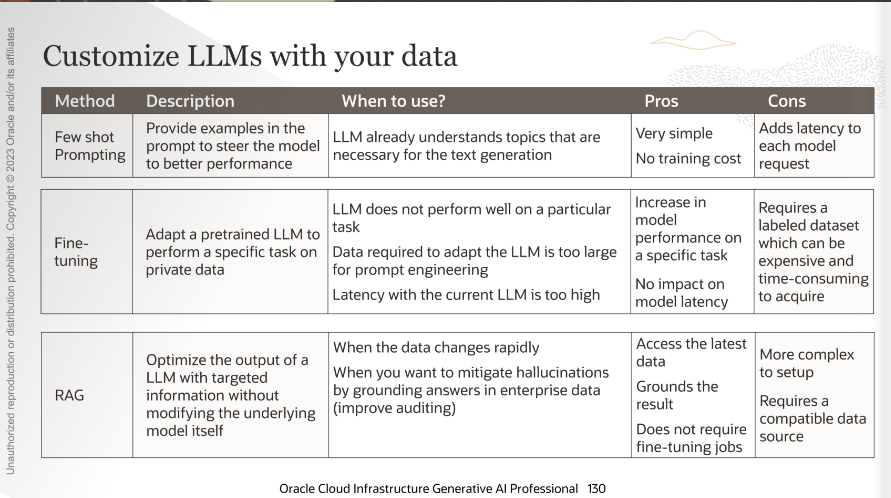 Customize LLMs with your data
Method
Description
When to use?
Pros
Cons
Few shot
Prompting
Provide examples in the
prompt to steer the model
to better performance
LLM already understands topics that are
necessary for the text generation
Very simple
No training cost
Adds latency to
each model
request
Fine-
tuning
Adapt a pretrained LLM to
perform a specific task on
private data
LLM does not perform well on a particular
task
Data required to adapt the LLM is too large
for prompt engineering
Latency with the current LLM is too high
Increase in
model
performance on
a specific task
No impact on
model latency
Requires a
labeled dataset
which can be
expensive and
time-consuming
to acquire
RAG
Optimize the output of a
LLM with targeted
information without
modifying the underlying
model itself
When the data changes rapidly
When you want to mitigate hallucinations
by grounding answers in enterprise data
(improve auditing)
Access the latest
data
Grounds the
result
Does not require
fine-tuning jobs
More complex
to setup
Requires a
compatible data
source
Oracle Cloud Infrastructure Generative AI Professional 130
Unauthorized reproduction or distribution prohibited. Copyright © 2023 Oracle and/or its affiliates